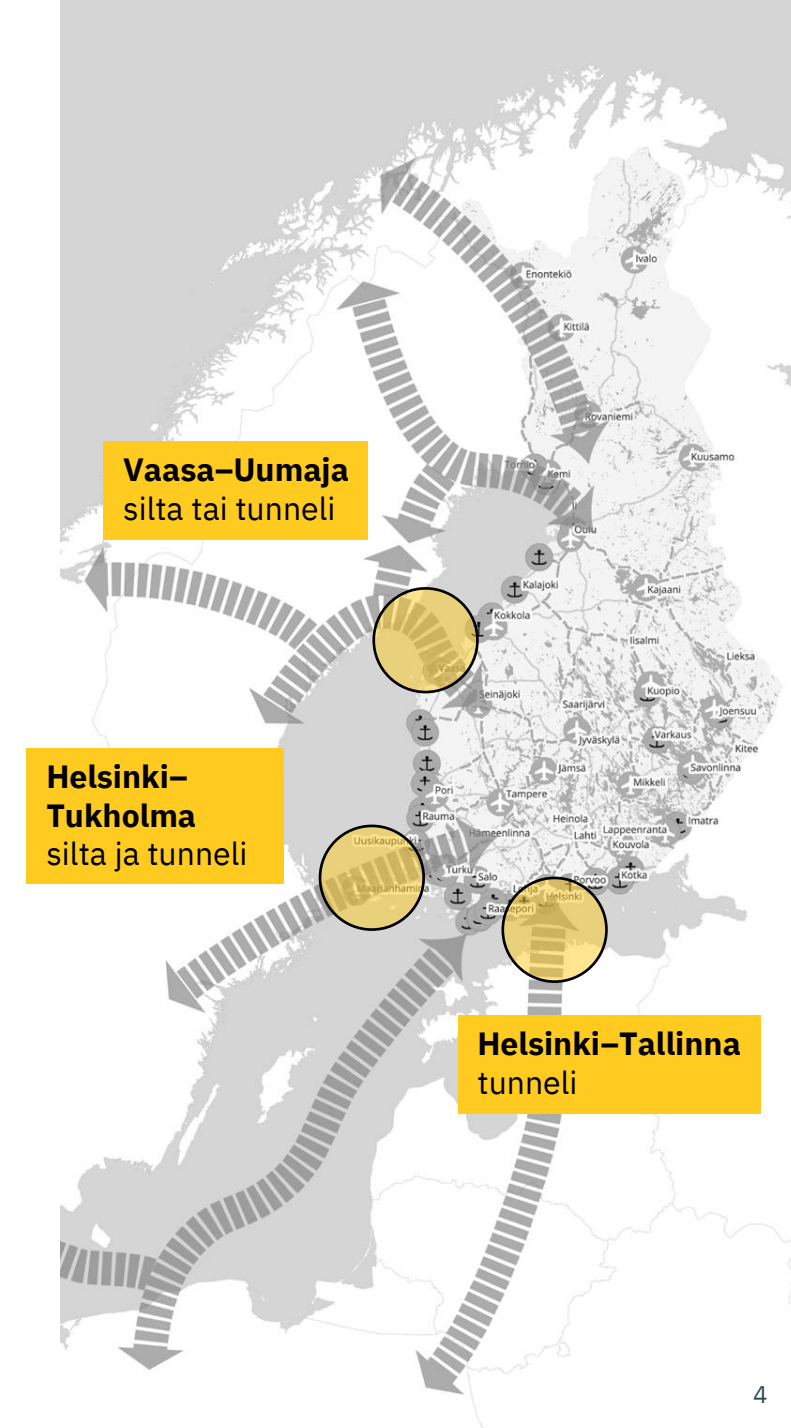 Ivalo
Enontekiö
Kittilä
Rovaniemi
Kuusamo
Vaasa–Uumaja
silta tai tunneli
Tornio
Kemi
Ii
Oulu
Kalajoki
Kajaani
Kokkola
Iisalmi
Lieksa
Vaasa
Seinäjoki
Kuopio
Saarijärvi
Joensuu
Jyväskylä
Varkaus
Kitee
Helsinki–
Tukholma
silta ja tunneli
Jämsä
Savonlinna
Mikkeli
Pori
Tampere
Rauma
Heinola
Imatra
Hämeenlinna
Lahti
Lappeenranta
Uusikaupunki
Kouvola
Turku
Salo
Porvoo
Kotka
Maarianhamina
Lohja
Helsinki
Raasepori
Helsinki–Tallinna
tunneli
4